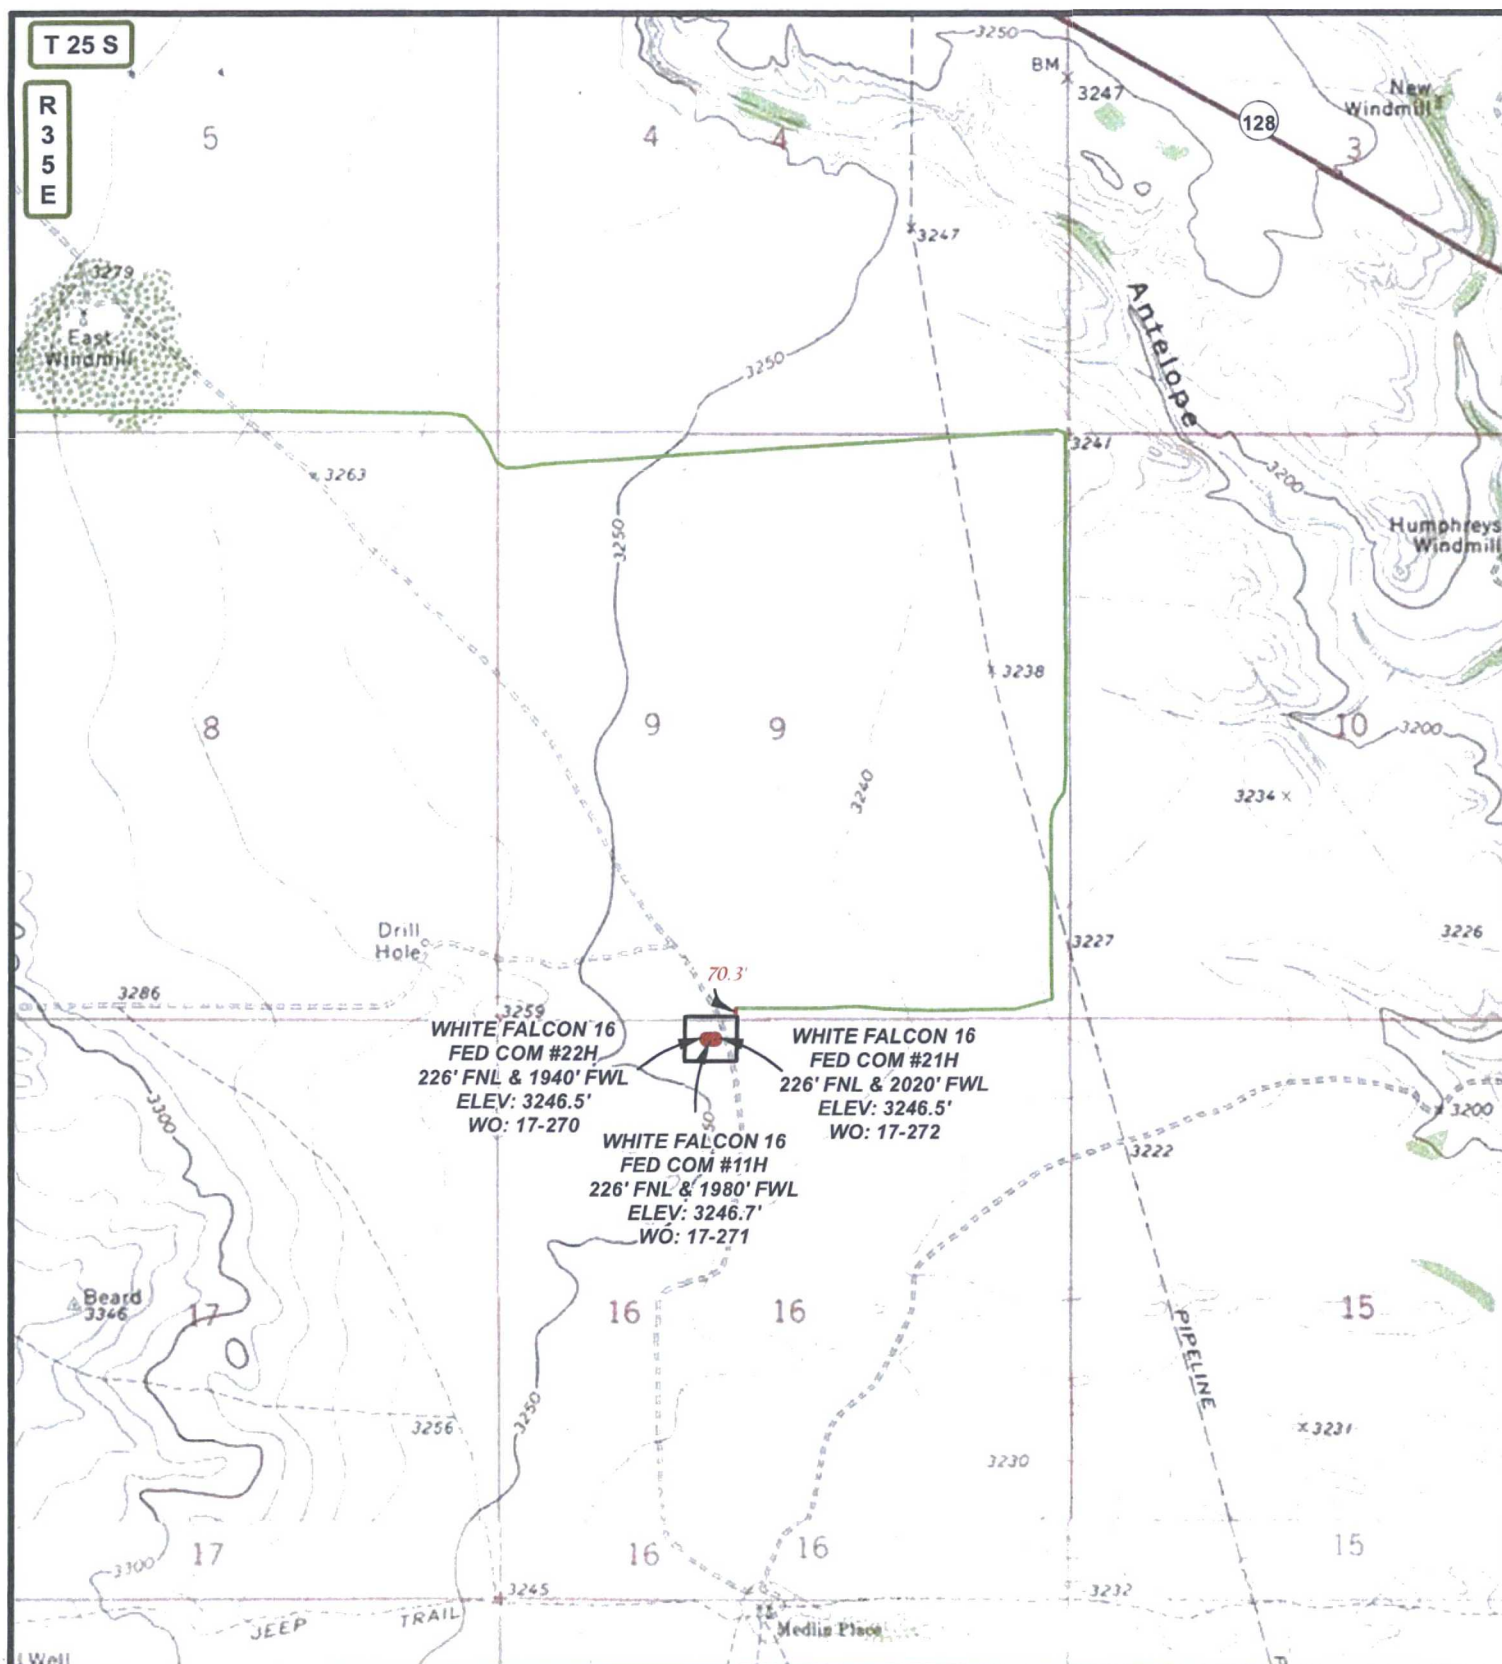 T 25 S
R
3
5
E
5
4
4
3250
BM
3247
128
New
Windmill
3
3279
East
Windmill
3247
Antelope
3250
3241
3263
3200
3250
Humphreys
Windmill
3238
8
9
9
10
3200
3240
3234
Drill
Hole
3227
3226
70.3'
3286
3259
WHITE FALCON 16
FED COM #22H
226' FNL & 1940' FWL
ELEV: 3246.5'
WO: 17-270
WHITE FALCON 16
FED COM #21H
226' FNL & 2020' FWL
ELEV: 3246.5'
WO: 17-272
3300
50
3200
WHITE FALCON 16
FED COM #11H
226' FNL & 1980' FWL
ELEV: 3246.7'
WO: 17-271
3222
Beard
3346
17
16
16
15
PIPELINE
3250
3256
3231
3230
3300
17
16
16
15
3245
3232
JEEP TRAIL
Medlin Place
Well